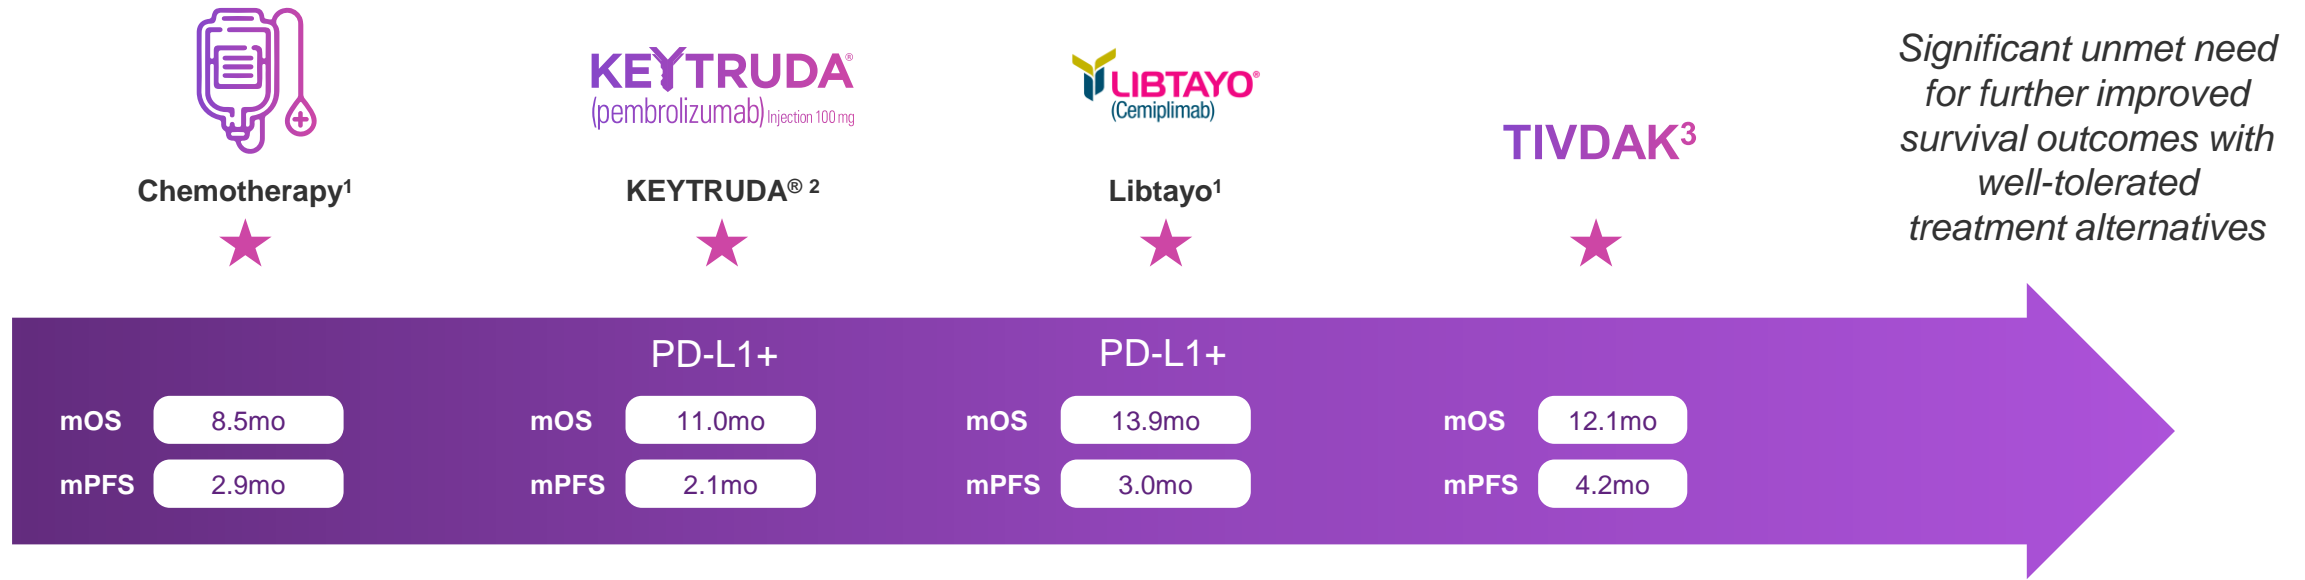 KEYTRUDA®
(pembrolizumab) Injection 100 mg
LIBTAYO®
(Cemiplimab)
TIVDAK³
Significant unmet need
for further improved
survival outcomes with
well-tolerated
treatment alternatives
Chemotherapy¹
KEYTRUDA® ²
Libtayo¹
PD-L1+
PD-L1+
mOS 8.5mo
mPFS 2.9mo
mOS 11.0mo
mPFS 2.1mo
mOS 13.9mo
mPFS 3.0mo
mOS 12.1mo
mPFS 4.2mo